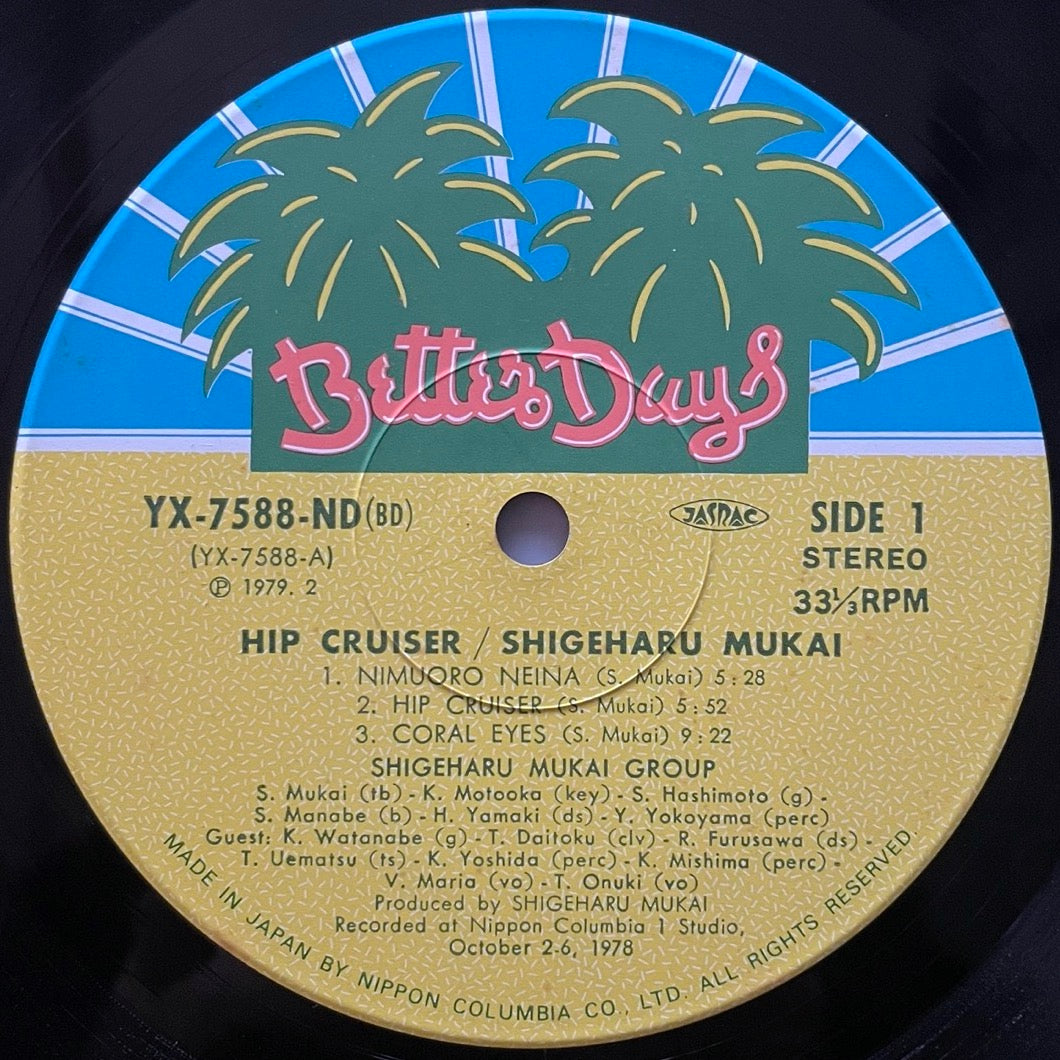 Better Days
YX-7588-ND(BD)
(YX-7588-A)
Ⓟ 1979. 2
JASRAC
SIDE 1
STEREO
33⅓RPM
HIP CRUISER / SHIGEHARU MUKAI
1. NIMUORO NEINA (S. Mukai) 5:28
2. HIP CRUISER (S. Mukai) 5:52
3. CORAL EYES (S. Mukai) 9:22
SHIGEHARU MUKAI GROUP
S. Mukai (tb) - K. Motooka (key) - S. Hashimoto (g) -
S. Manabe (b) - H. Yamaki (ds) - Y. Yokoyama (perc)
Guest: K. Watanabe (g) - T. Daitoku (clv) - R. Furusawa (ds) -
T. Uematsu (ts) - K. Yoshida (perc) - K. Mishima (perc) -
V. Maria (vo) - T. Onuki (vo)
Produced by SHIGEHARU MUKAI
Recorded at Nippon Columbia 1 Studio,
October 2-6, 1978
MADE IN JAPAN BY NIPPON COLUMBIA CO., LTD. ALL RIGHTS RESERVED.